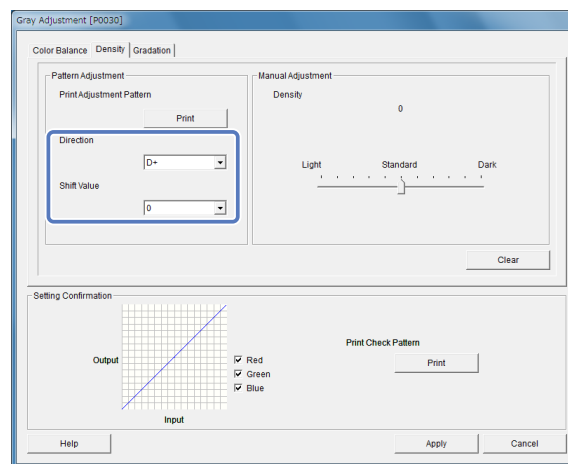 Gray Adjustment [P0030]
Color Balance Density Gradation
Pattern Adjustment
Print Adjustment Pattern
Print
Direction
D+
Shift Value
0
Manual Adjustment
Density
0
Light Standard Dark
Clear
Setting Confirmation
Output
Input
Red
Green
Blue
Print Check Pattern
Print
Help Apply Cancel